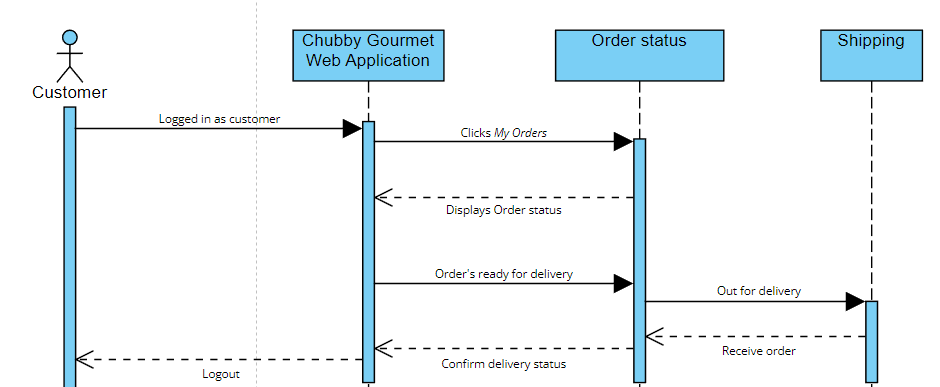 Chubby Gourmet
Web Application
Order status
Shipping
Customer
Logged in as customer
Clicks My Orders
Displays Order status
Order's ready for delivery
Out for delivery
Receive order
Confirm delivery status
Logout